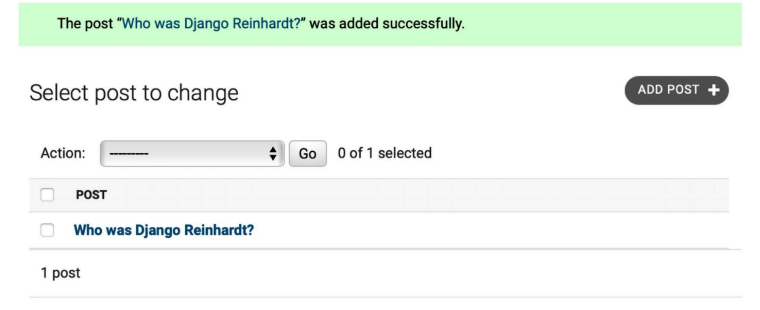 The post “Who was Django Reinhardt?” was added successfully.
Select post to change
ADD POST +
Action: --------- Go 0 of 1 selected
POST
Who was Django Reinhardt?
1 post